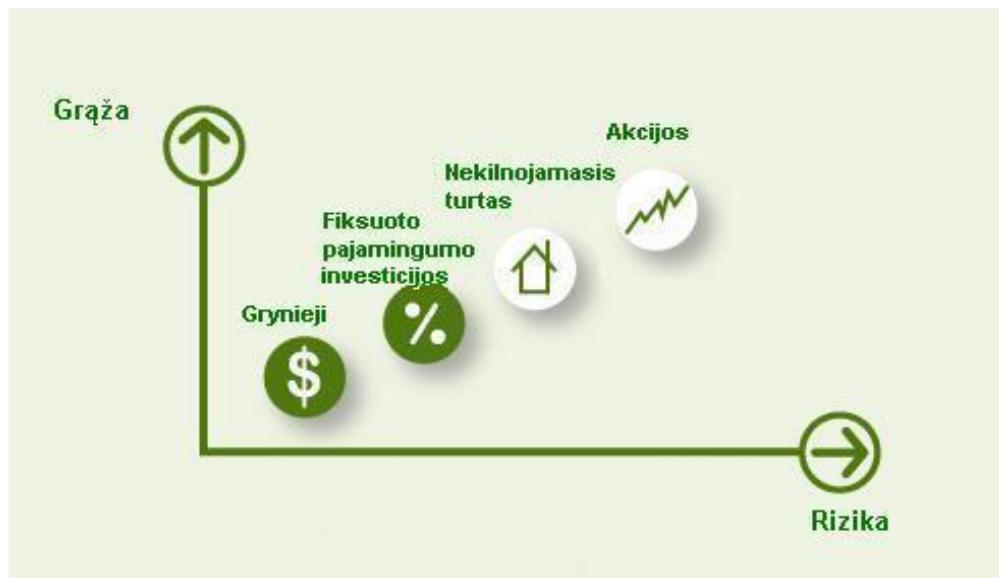 Grąža
Akcijos
Nekilnojamasis
turtas
Fiksuoto
pajamingumo
investicijos
Grynieji
$
%
Rizika